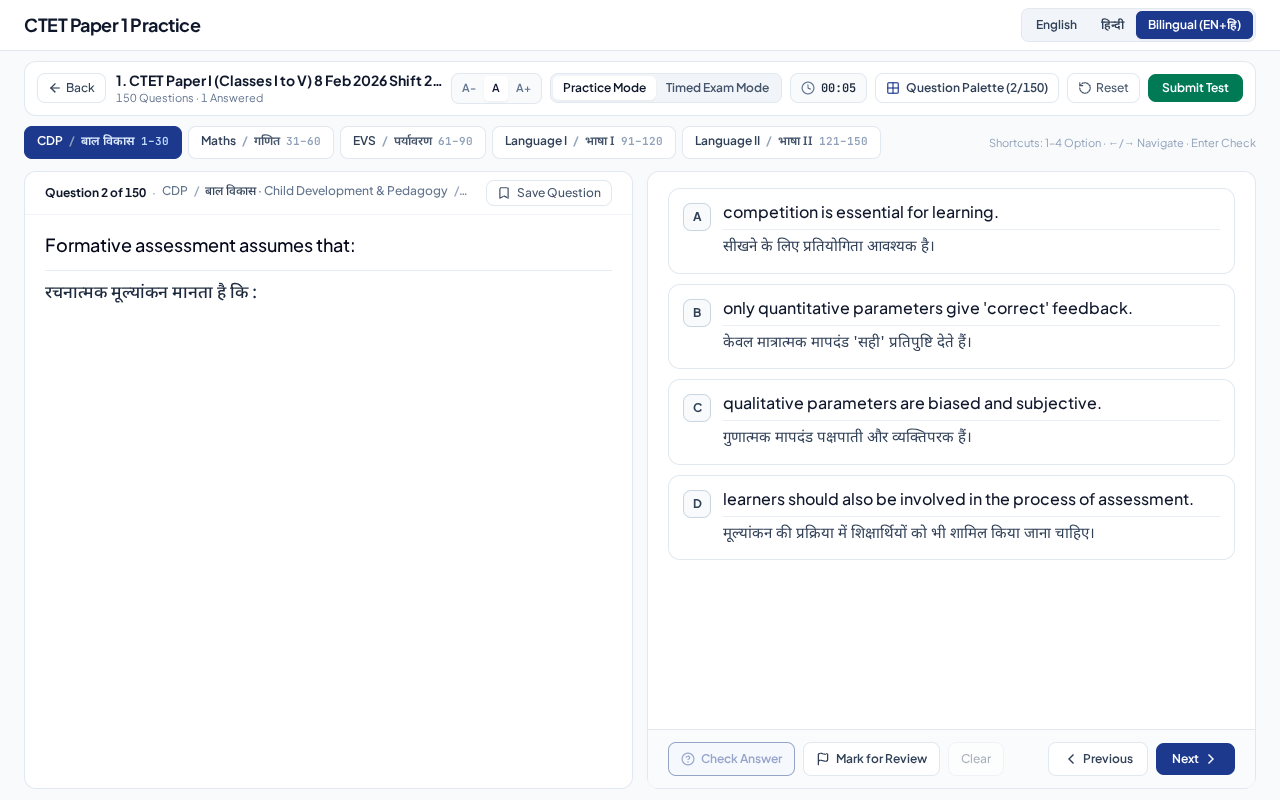 CTET Paper 1 Practice
English
हिन्दी
Bilingual (EN+हि)
Back
1. CTET Paper I (Classes I to V) 8 Feb 2026 Shift 2...
150 Questions · 1 Answered
A-
A
A+
Practice Mode
Timed Exam Mode
00:05
Question Palette (2/150)
Reset
Submit Test
CDP / बाल विकास 1-30
Maths / गणित 31-60
EVS / पर्यावरण 61-90
Language I / भाषा I 91-120
Language II / भाषा II 121-150
Shortcuts: 1-4 Option · ←/→ Navigate · Enter Check
Question 2 of 150 · CDP / बाल विकास · Child Development & Pedagogy /...
Save Question
Formative assessment assumes that:
रचनात्मक मूल्यांकन मानता है कि :
A
competition is essential for learning.
सीखने के लिए प्रतियोगिता आवश्यक है।
B
only quantitative parameters give 'correct' feedback.
केवल मात्रात्मक मापदंड 'सही' प्रतिपुष्टि देते हैं।
C
qualitative parameters are biased and subjective.
गुणात्मक मापदंड पक्षपाती और व्यक्तिपरक हैं।
D
learners should also be involved in the process of assessment.
मूल्यांकन की प्रक्रिया में शिक्षार्थियों को भी शामिल किया जाना चाहिए।
Check Answer
Mark for Review
Clear
Previous
Next